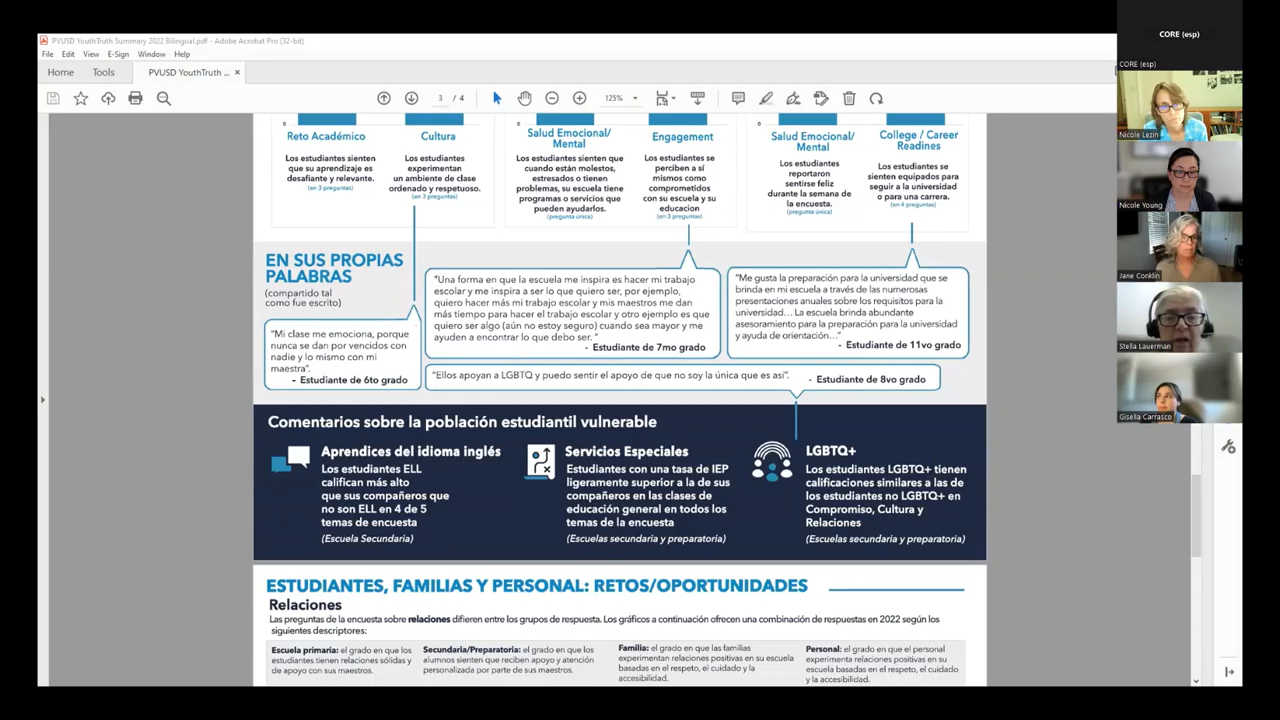 CORE (esp)
CORE (esp)
PVUSD YouthTruth Summary 2022 Bilingual.pdf - Adobe Acrobat Pro (32-bit)
File Edit View E-Sign Window Help
Home Tools PVUSD YouthTruth ... ×
3 / 4 125%
0 0 0
Reto Académico
Los estudiantes sienten
que su aprendizaje es
desafiante y relevante.
(en 3 preguntas)
Cultura
Los estudiantes
experimentan
un ambiente de clase
ordenado y respetuoso.
(en 3 preguntas)
Salud Emocional/
Mental
Los estudiantes sienten que
cuando están molestos,
estresados o tienen
problemas, su escuela tiene
programas o servicios que
pueden ayudarlos.
(pregunta única)
Engagement
Los estudiantes se
perciben a sí
mismos como
comprometidos
con su escuela y su
educacion
(en 3 preguntas)
Salud Emocional/
Mental
Los estudiantes
reportaron
sentirse feliz
durante la semana de
la encuesta.
(pregunta única)
College / Career
Readines
Los estudiantes se
sienten equipados para
seguir a la universidad
o para una carrera.
(en 4 preguntas)
EN SUS PROPIAS
PALABRAS
(compartido tal
como fue escrito)
"Mi clase me emociona, porque
nunca se dan por vencidos con
nadie y lo mismo con mi
maestra".
- Estudiante de 6to grado
"Una forma en que la escuela me inspira es hacer mi trabajo
escolar y me inspira a ser lo que quiero ser, por ejemplo,
quiero hacer más mi trabajo escolar y mis maestros me dan
más tiempo para hacer el trabajo escolar y otro ejemplo es que
quiero ser algo (aún no estoy seguro) cuando sea mayor y me
ayuden a encontrar lo que debo ser. "
- Estudiante de 7mo grado
"Me gusta la preparación para la universidad que se
brinda en mi escuela a través de las numerosas
presentaciones anuales sobre los requisitos para la
universidad... La escuela brinda abundante
asesoramiento para la preparación para la universidad
y ayuda de orientación..."
- Estudiante de 11vo grado
"Ellos apoyan a LGBTQ y puedo sentir el apoyo de que no soy la única que es así".
- Estudiante de 8vo grado
Comentarios sobre la población estudiantil vulnerable
Aprendices del idioma inglés
Los estudiantes ELL
califican más alto
que sus compañeros que
no son ELL en 4 de 5
temas de encuesta
(Escuela Secundaria)
Servicios Especiales
Estudiantes con una tasa de IEP
ligeramente superior a la de sus
compañeros en las clases de
educación general en todos los
temas de la encuesta
(Escuelas secundaria y preparatoria)
LGBTQ+
Los estudiantes LGBTQ+ tienen
calificaciones similares a las de
los estudiantes no LGBTQ+ en
Compromiso, Cultura y
Relaciones
(Escuelas secundaria y preparatoria)
ESTUDIANTES, FAMILIAS Y PERSONAL: RETOS/OPORTUNIDADES
Relaciones
Las preguntas de la encuesta sobre relaciones difieren entre los grupos de respuesta. Los gráficos a continuación ofrecen una combinación de respuestas en 2022 según los
siguientes descriptores:
Escuela primaria: el grado en que los
estudiantes tienen relaciones sólidas y
de apoyo con sus maestros.
Secundaria/Preparatoria: el grado en que los
alumnos sienten que reciben apoyo y atención
personalizada por parte de sus maestros.
Familia: el grado en que las familias
experimentan relaciones positivas en su escuela
basadas en el respeto, el cuidado y la
accesibilidad.
Personal: el grado en que el personal
experimenta relaciones positivas en su
escuela basadas en el respeto, el cuidado
y la accesibilidad.
Nicole Lezin
Nicole Young
Jane Conklin
Stella Lauerman
Gisella Carrasco